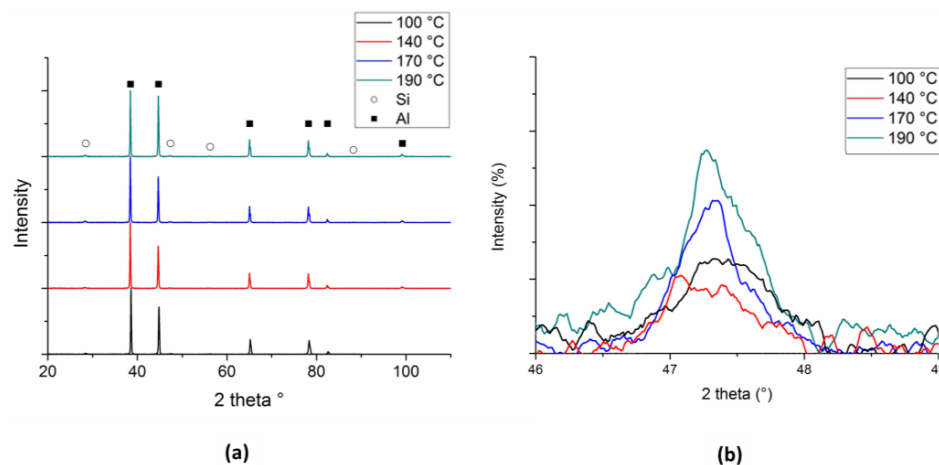 100 °C
140 °C
170 °C
190 °C
Si
Al
Intensity
20 40 60 80 100
2 theta °
(a)
100 °C
140 °C
170 °C
190 °C
Intensity (%)
46 47 48
2 theta (°)
(b)